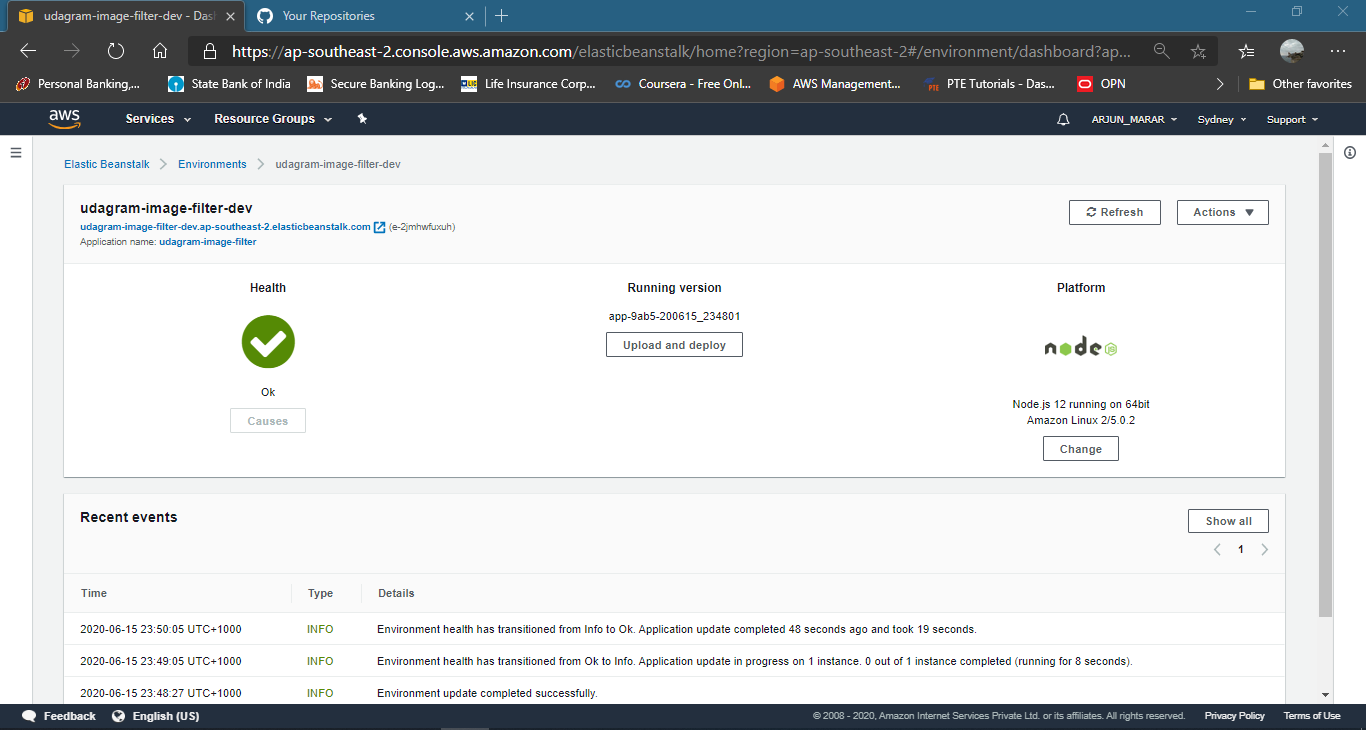 udagram-image-filter-dev - Das
Your Repositories
https://ap-southeast-2.console.aws.amazon.com/elasticbeanstalk/home?region=ap-southeast-2#/environment/dashboard?ap...
Personal Banking,...
State Bank of India
Secure Banking Log...
Life Insurance Corp...
Coursera - Free Onl...
AWS Management...
PTE
PTE Tutorials - Das...
OPN
Other favorites
aws
Services
Resource Groups
ARJUN_MARAR
Sydney
Support
Elastic Beanstalk
Environments
udagram-image-filter-dev
udagram-image-filter-dev
udagram-image-filter-dev.ap-southeast-2.elasticbeanstalk.com (e-2jmhwfuxuh)
Application name: udagram-image-filter
Refresh
Actions
Health
Running version
Platform
Ok
Causes
app-9ab5-200615_234801
Upload and deploy
node JS
Node.js 12 running on 64bit
Amazon Linux 2/5.0.2
Change
Recent events
Show all
1
Time Type Details
2020-06-15 23:50:05 UTC+1000 INFO Environment health has transitioned from Info to Ok. Application update completed 48 seconds ago and took 19 seconds.
2020-06-15 23:49:05 UTC+1000 INFO Environment health has transitioned from Ok to Info. Application update in progress on 1 instance. 0 out of 1 instance completed (running for 8 seconds).
2020-06-15 23:48:27 UTC+1000 INFO Environment update completed successfully.
Feedback
English (US)
© 2008 - 2020, Amazon Internet Services Private Ltd. or its affiliates. All rights reserved.
Privacy Policy
Terms of Use